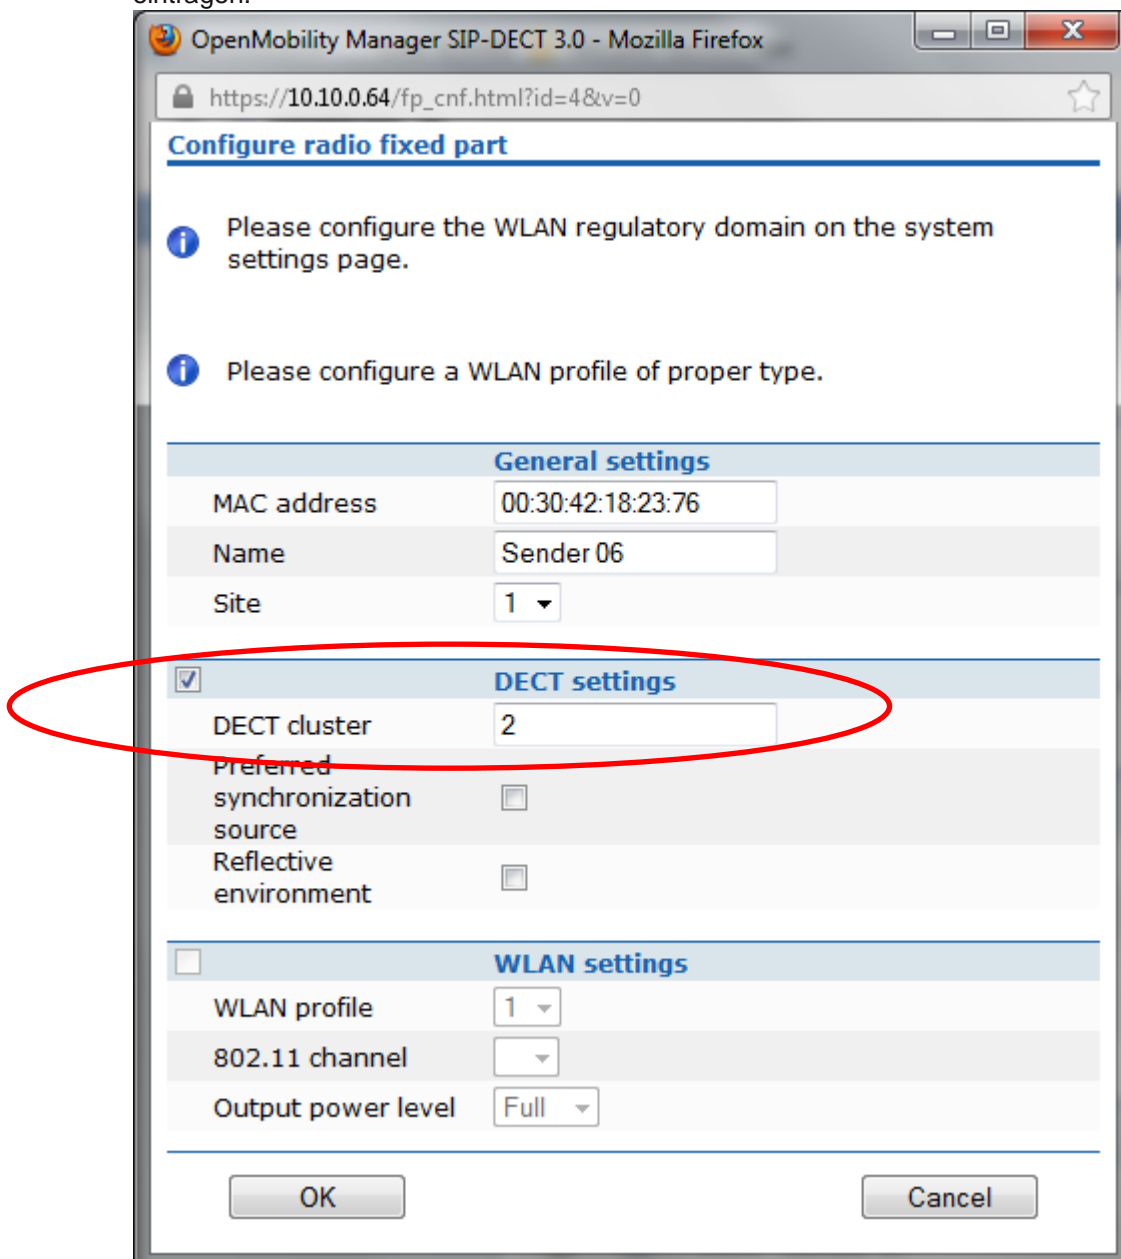 eintragen.
OpenMobility Manager SIP-DECT 3.0 - Mozilla Firefox
https://10.10.0.64/fp_cnf.html?id=4&v=0
Configure radio fixed part
Please configure the WLAN regulatory domain on the system
settings page.
Please configure a WLAN profile of proper type.
General settings
MAC address 00:30:42:18:23:76
Name Sender 06
Site 1
DECT settings
DECT cluster 2
Preferred
synchronization
source
Reflective
environment
WLAN settings
WLAN profile 1
802.11 channel
Output power level Full
OK Cancel